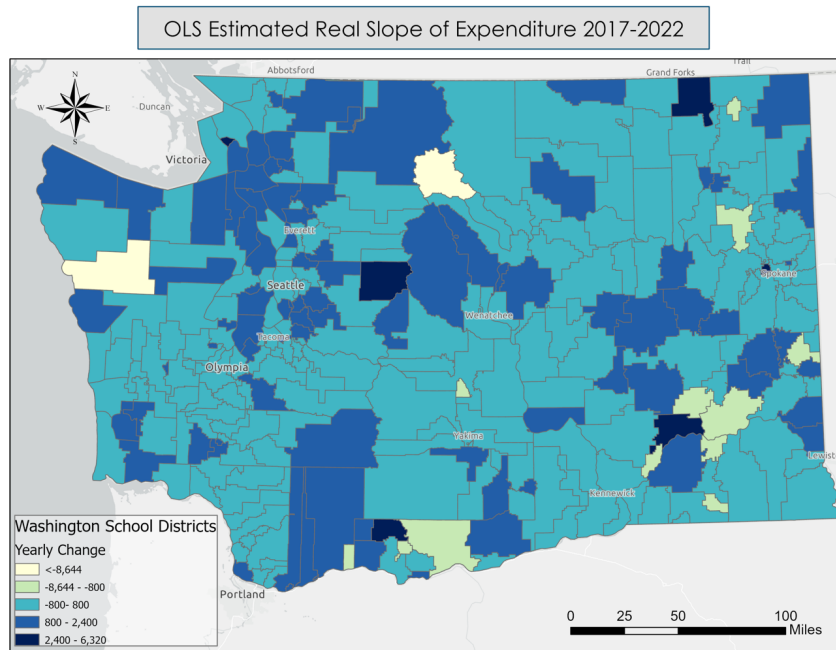 OLS Estimated Real Slope of Expenditure 2017-2022
Abbotsford
Grand Forks
Trail
N
W
E
S
Duncan
Victoria
Everett
Seattle
Spokane
Wenatchee
Tacoma
Olympia
Yakima
Lewist
Kennewick
Portland
Washington School Districts
Yearly Change
<-8,644
-8,644 - -800
-800- 800
800 - 2,400
2,400 - 6,320
0 25 50 100
Miles